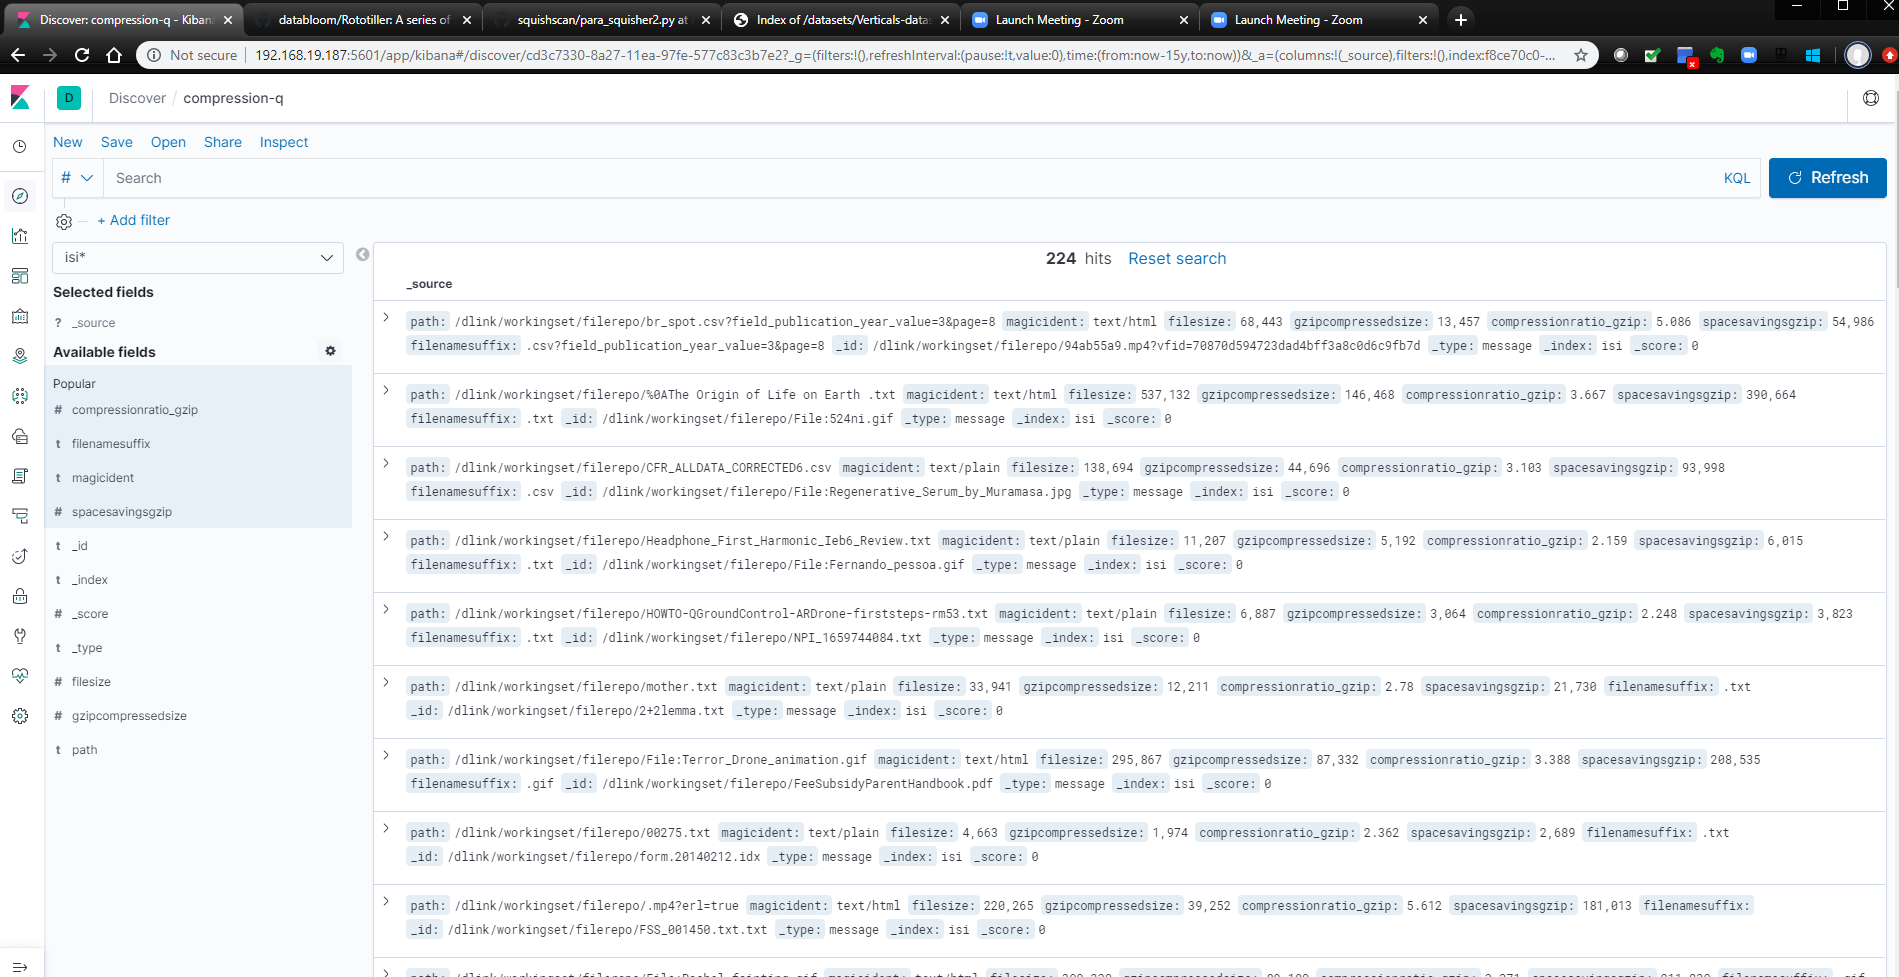 Discover: compression-q - Kibana
databloom/Rototiller: A series of
squishscan/para_squisher2.py at
Index of /datasets/Verticals-datas
Launch Meeting - Zoom
Launch Meeting - Zoom
Not secure
192.168.19.187:5601/app/kibana#/discover/cd3c7330-8a27-11ea-97fe-577c83c3b7e2?_g=(filters:!(),refreshInterval:(pause:!t,value:0),time:(from:now-15y,to:now))&_a=(columns:!(_source),filters:!(),index:f8ce70c0-...
D Discover / compression-q
New Save Open Share Inspect
# Search KQL Refresh
+ Add filter
isi*
224 hits Reset search
Selected fields
? _source
Available fields
Popular
# compressionratio_gzip
t filenamesuffix
t magicident
# spacesavingsgzip
t _id
t _index
# _score
t _type
# filesize
# gzipcompressedsize
t path
_source
path: /dlink/workingset/filerepo/br_spot.csv?field_publication_year_value=3&page=8 magicident: text/html filesize: 68,443 gzipcompressedsize: 13,457 compressionratio_gzip: 5.086 spacesavingsgzip: 54,986
filenamesuffix: .csv?field_publication_year_value=3&page=8 _id: /dlink/workingset/filerepo/94ab55a9.mp4?vfid=70870d594723dad4bff3a8c0d6c9fb7d _type: message _index: isi _score: 0
path: /dlink/workingset/filerepo/%0AThe Origin of Life on Earth .txt magicident: text/html filesize: 537,132 gzipcompressedsize: 146,468 compressionratio_gzip: 3.667 spacesavingsgzip: 390,664
filenamesuffix: .txt _id: /dlink/workingset/filerepo/File:524ni.gif _type: message _index: isi _score: 0
path: /dlink/workingset/filerepo/CFR_ALLDATA_CORRECTED6.csv magicident: text/plain filesize: 138,694 gzipcompressedsize: 44,696 compressionratio_gzip: 3.103 spacesavingsgzip: 93,998
filenamesuffix: .csv _id: /dlink/workingset/filerepo/File:Regenerative_Serum_by_Muramasa.jpg _type: message _index: isi _score: 0
path: /dlink/workingset/filerepo/Headphone_First_Harmonic_Ieb6_Review.txt magicident: text/plain filesize: 11,207 gzipcompressedsize: 5,192 compressionratio_gzip: 2.159 spacesavingsgzip: 6,015
filenamesuffix: .txt _id: /dlink/workingset/filerepo/File:Fernando_pessoa.gif _type: message _index: isi _score: 0
path: /dlink/workingset/filerepo/HOWTO-QGroundControl-ARDrone-firststeps-rm53.txt magicident: text/plain filesize: 6,887 gzipcompressedsize: 3,064 compressionratio_gzip: 2.248 spacesavingsgzip: 3,823
filenamesuffix: .txt _id: /dlink/workingset/filerepo/NPI_1659744084.txt _type: message _index: isi _score: 0
path: /dlink/workingset/filerepo/mother.txt magicident: text/plain filesize: 33,941 gzipcompressedsize: 12,211 compressionratio_gzip: 2.78 spacesavingsgzip: 21,730 filenamesuffix: .txt
_id: /dlink/workingset/filerepo/2+2lemma.txt _type: message _index: isi _score: 0
path: /dlink/workingset/filerepo/File:Terror_Drone_animation.gif magicident: text/html filesize: 295,867 gzipcompressedsize: 87,332 compressionratio_gzip: 3.388 spacesavingsgzip: 208,535
filenamesuffix: .gif _id: /dlink/workingset/filerepo/FeeSubsidyParentHandbook.pdf _type: message _index: isi _score: 0
path: /dlink/workingset/filerepo/00275.txt magicident: text/plain filesize: 4,663 gzipcompressedsize: 1,974 compressionratio_gzip: 2.362 spacesavingsgzip: 2,689 filenamesuffix: .txt
_id: /dlink/workingset/filerepo/form.20140212.idx _type: message _index: isi _score: 0
path: /dlink/workingset/filerepo/.mp4?erl=true magicident: text/html filesize: 220,265 gzipcompressedsize: 39,252 compressionratio_gzip: 5.612 spacesavingsgzip: 181,013 filenamesuffix:
_id: /dlink/workingset/filerepo/FSS_001450.txt.txt _type: message _index: isi _score: 0